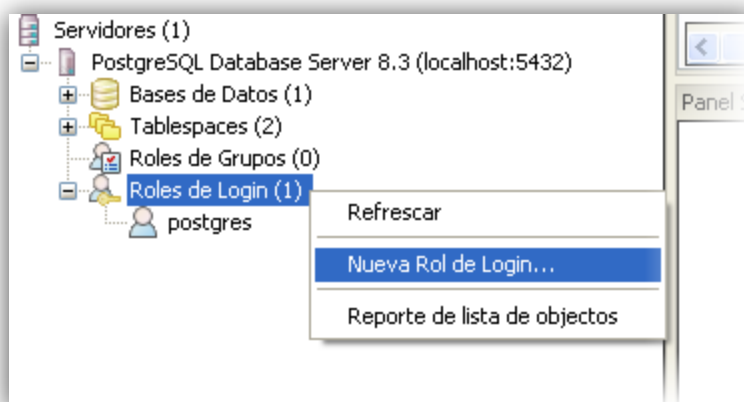 Servidores (1)
PostgreSQL Database Server 8.3 (localhost:5432)
Bases de Datos (1)
Tablespaces (2)
Roles de Grupos (0)
Roles de Login (1)
postgres
Refrescar
Nueva Rol de Login...
Reporte de lista de objectos
Panel